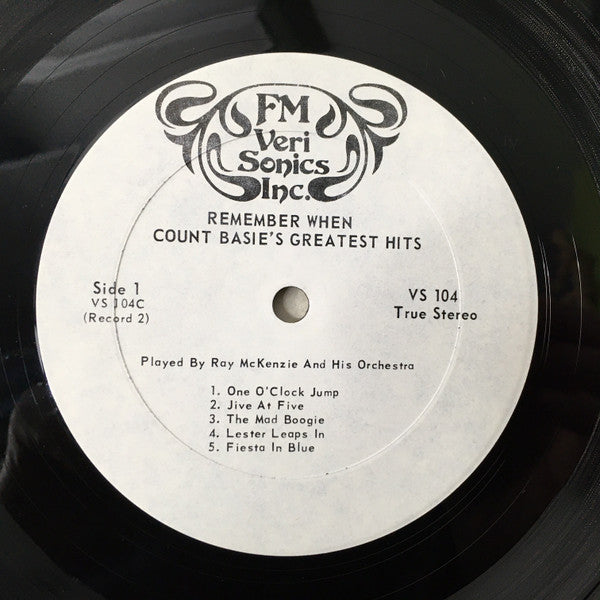 FM
Veri
Sonics
Inc.
REMEMBER WHEN
COUNT BASIE'S GREATEST HITS
Side 1
VS 104C
(Record 2)
VS 104
True Stereo
Played By Ray McKenzie And His Orchestra
1. One O'Clock Jump
2. Jive At Five
3. The Mad Boogie
4. Lester Leaps In
5. Fiesta In Blue